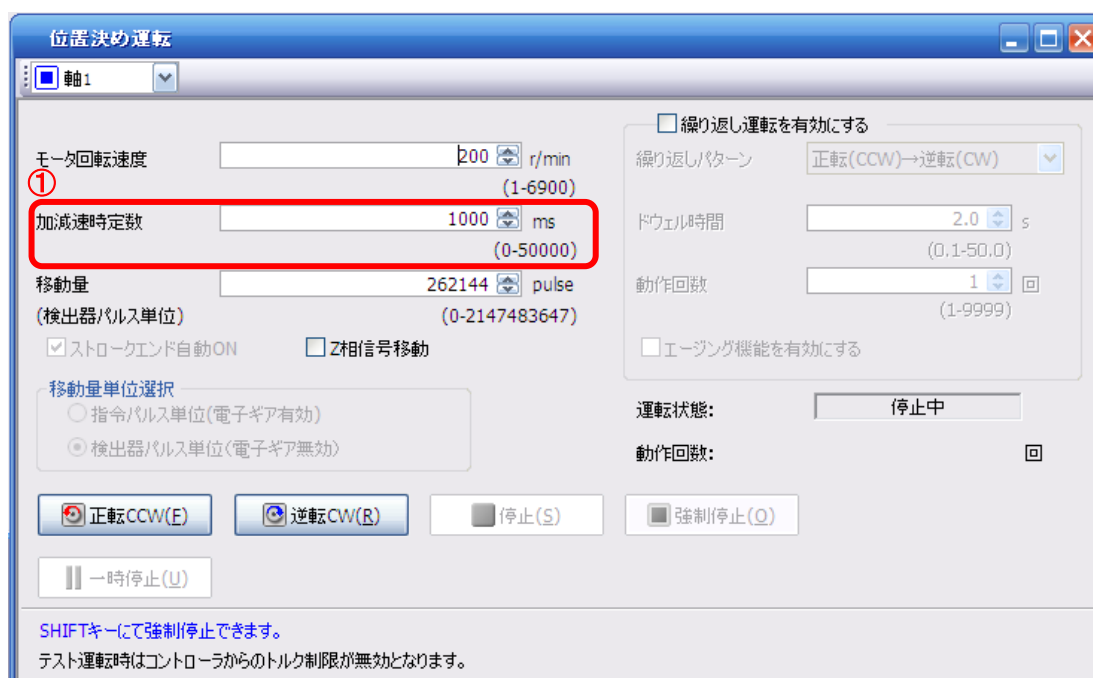 位置決め運転
軸1
モータ回転速度 200 r/min
(1-6900)
①
加減速時定数 1000 ms
(0-50000)
移動量 262144 pulse
(検出器パルス単位) (0-2147483647)
ストロークエンド自動ON Z相信号移動
移動量単位選択
指令パルス単位(電子ギア有効)
検出器パルス単位(電子ギア無効)
繰り返し運転を有効にする
繰り返しパターン 正転(CCW)→逆転(CW)
ドウェル時間 2.0 s
(0.1-50.0)
動作回数 1 回
(1-9999)
エージング機能を有効にする
運転状態: 停止中
動作回数: 回
正転CCW(F) 逆転CW(R) 停止(S) 強制停止(O)
一時停止(U)
SHIFTキーにて強制停止できます。
テスト運転時はコントローラからのトルク制限が無効となります。